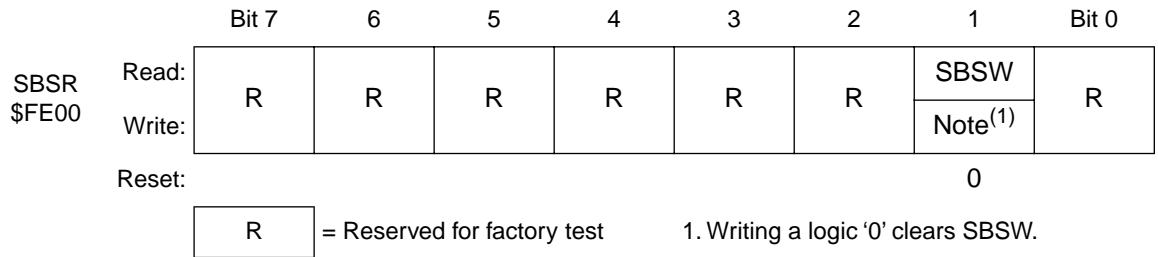 Bit 7 6 5 4 3 2 1 Bit 0
SBSR
$FE00
Read: R R R R R R SBSW R
Write: Note(1)
Reset: 0
R = Reserved for factory test 1. Writing a logic ‘0’ clears SBSW.